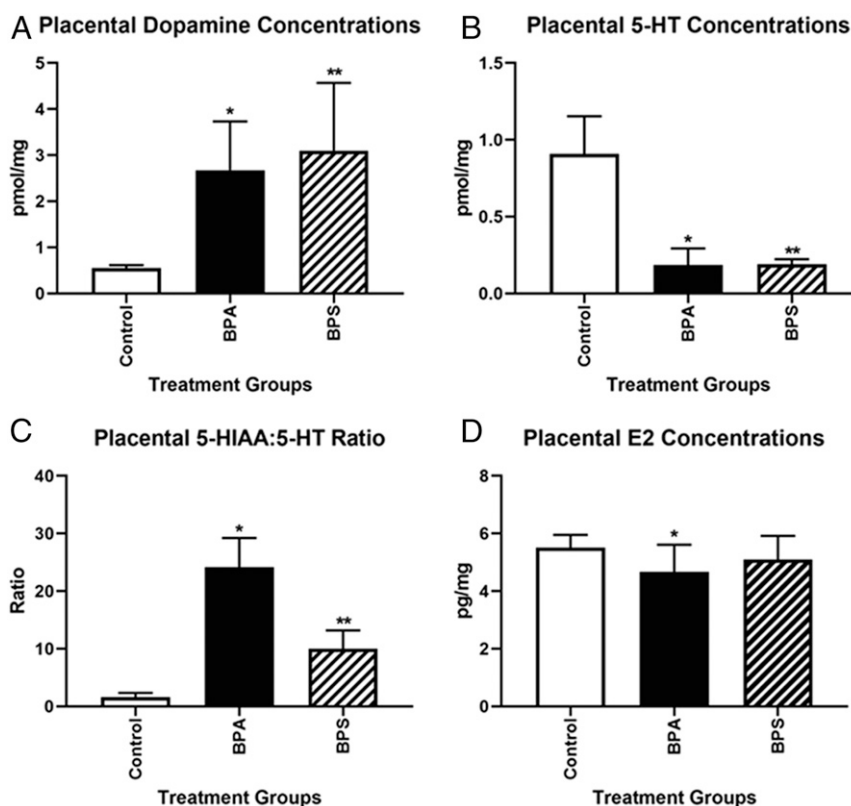 A Placental Dopamine Concentrations
pmol/mg
5
4
3
2
1
0
*
**
Control
BPA
BPS
Treatment Groups
B Placental 5-HT Concentrations
pmol/mg
1.5
1.0
0.5
0.0
*
**
Control
BPA
BPS
Treatment Groups
C Placental 5-HIAA:5-HT Ratio
Ratio
40
30
20
10
0
*
**
Control
BPA
BPS
Treatment Groups
D Placental E2 Concentrations
pg/mg
8
6
4
2
0
*
Control
BPA
BPS
Treatment Groups